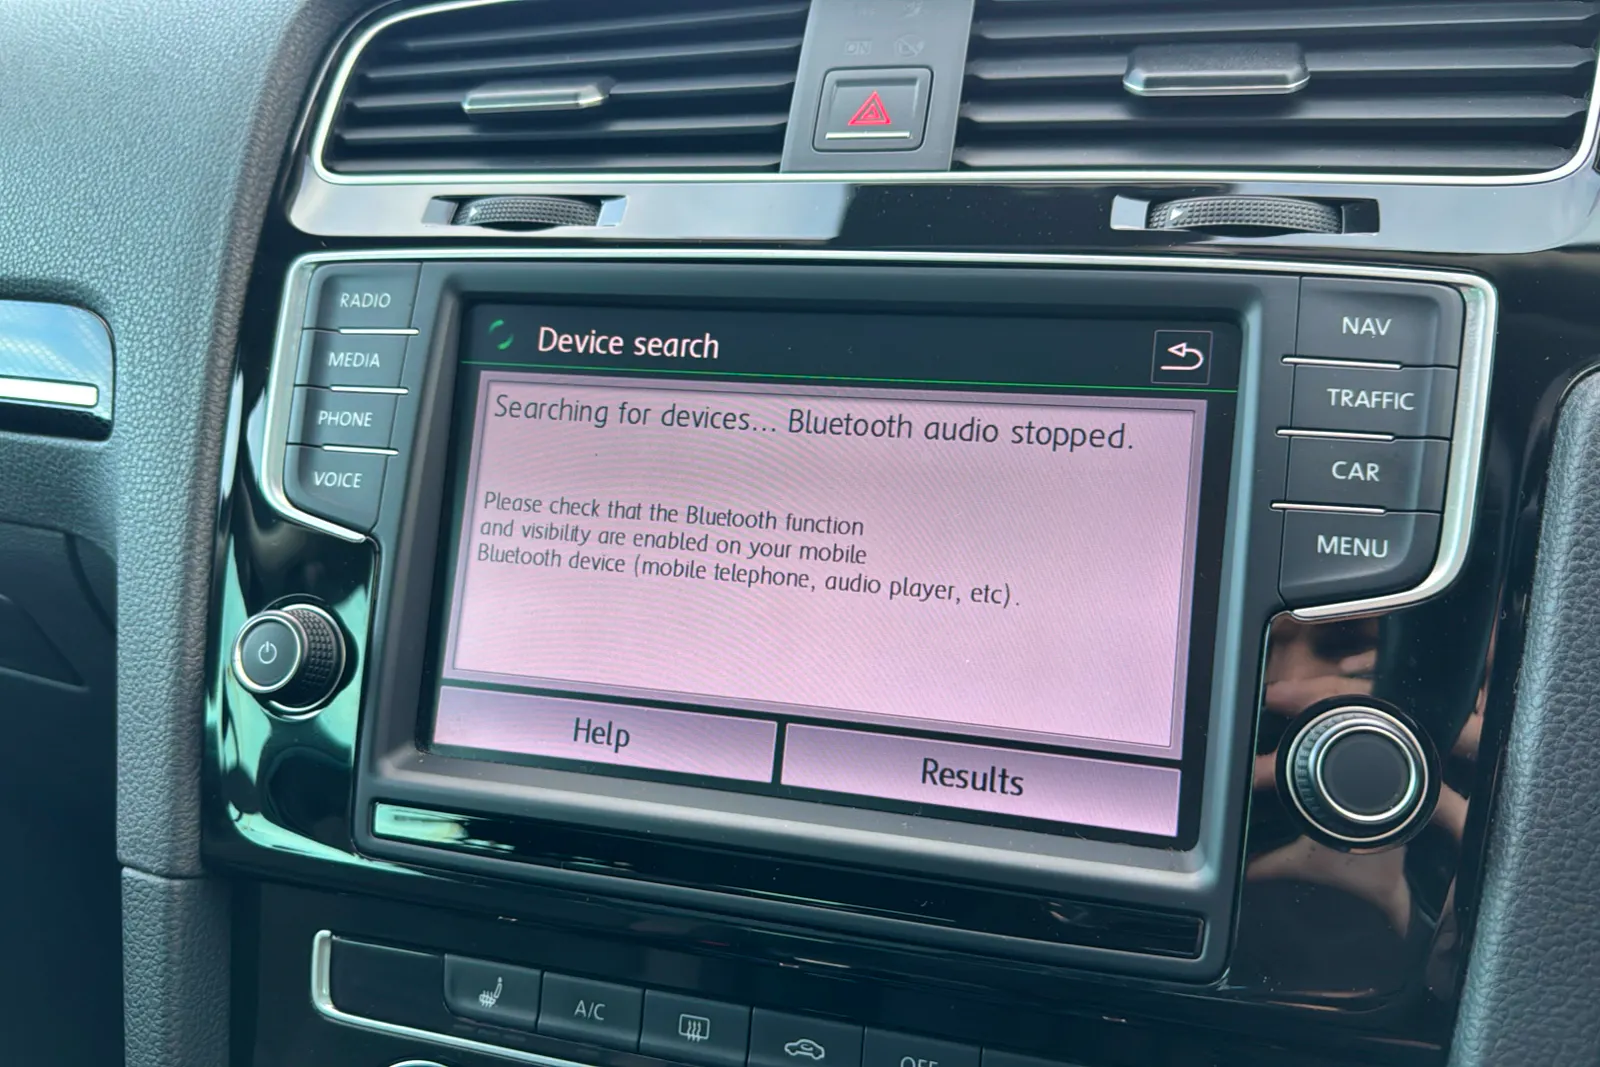 ON
RADIO
MEDIA
PHONE
VOICE
Device search
Searching for devices... Bluetooth audio stopped.
Please check that the Bluetooth function
and visibility are enabled on your mobile
Bluetooth device (mobile telephone, audio player, etc).
Help
Results
NAV
TRAFFIC
CAR
MENU
A/C
OFF